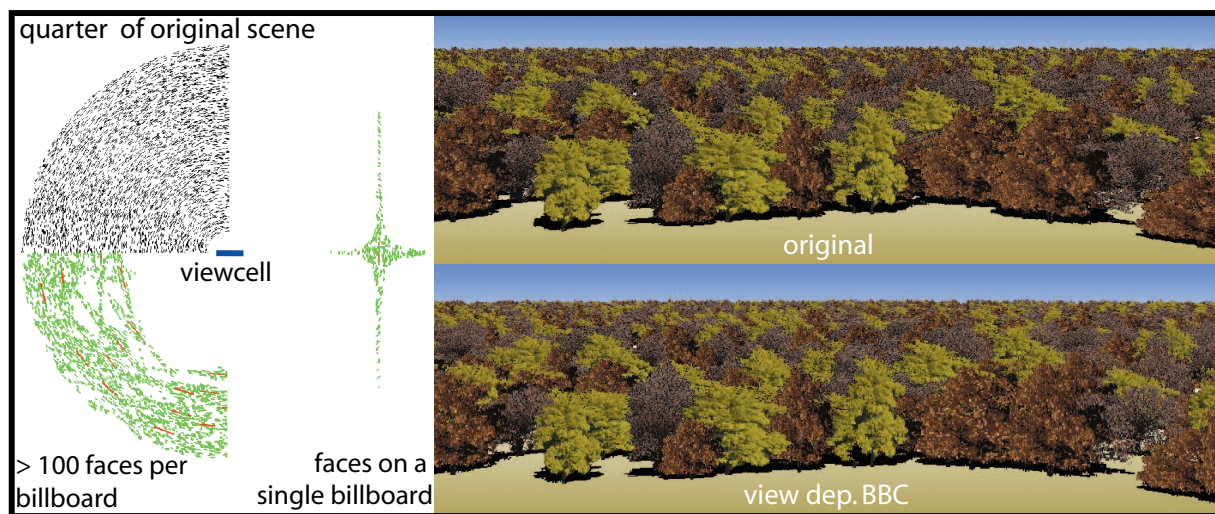 quarter of original scene
viewcell
> 100 faces per
billboard
faces on a
single billboard
original
view dep. BBC